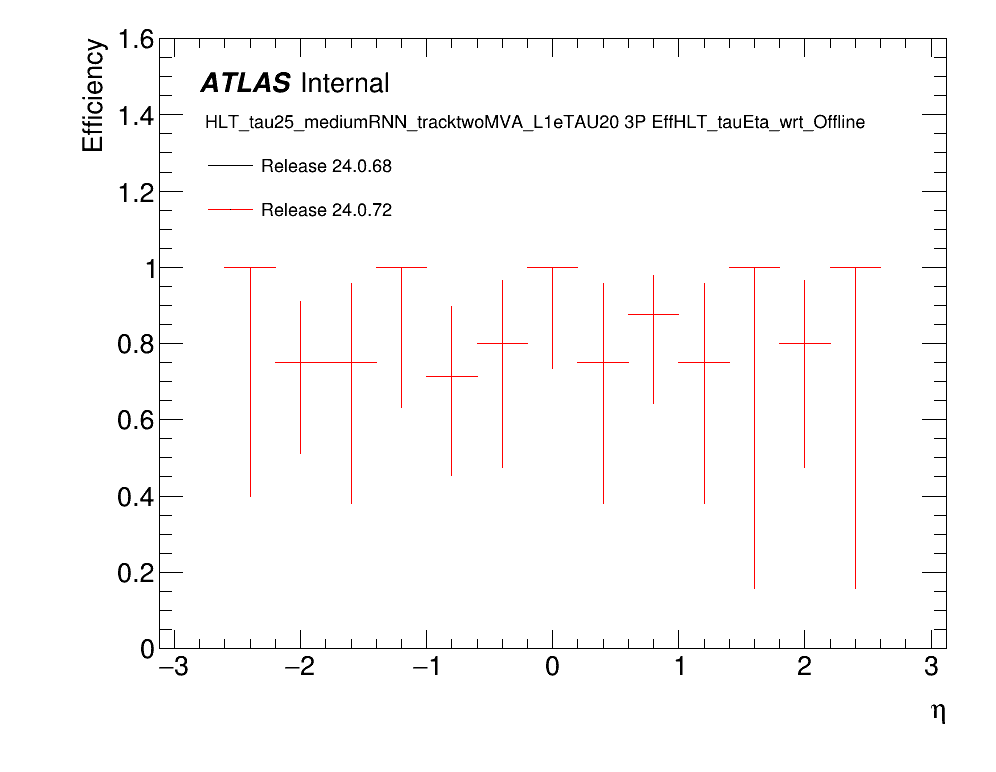 Efficiency
1.6
1.4
1.2
1
0.8
0.6
0.4
0.2
0
ATLAS Internal
HLT_tau25_mediumRNN_tracktwoMVA_L1eTAU20 3P EffHLT_tauEta_wrt_Offline
Release 24.0.68
Release 24.0.72
−3 −2 −1 0 1 2 3
η